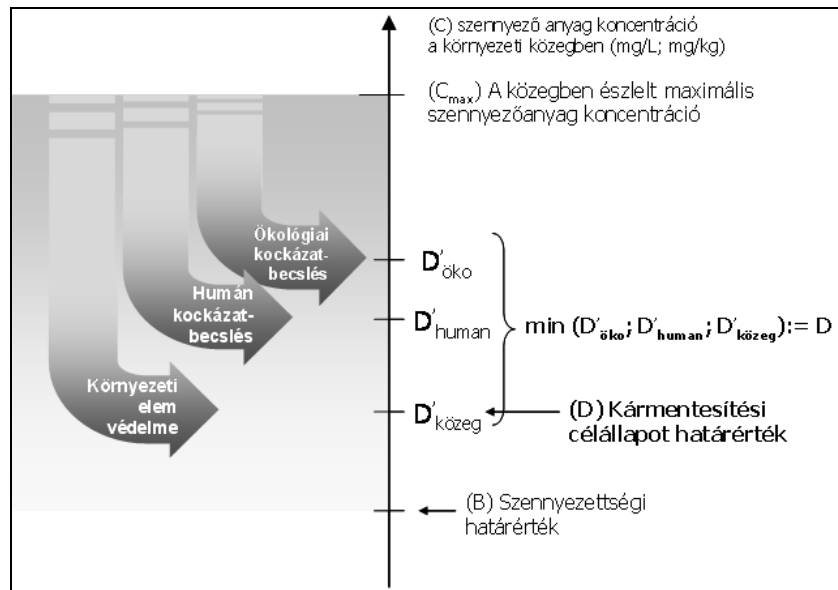 (C) szennyező anyag koncentráció
a környezeti közegben (mg/L; mg/kg)
(Cmax) A közegben észlelt maximális
szennyezőanyag koncentráció
Ökológiai
kockázat-
becslés
Humán
kockázat-
becslés
Környezeti
elem
védelme
D'öko
D'human
D'közeg
min (D'öko; D'human; D'közeg):= D
(D) Kármentesítési
célállapot határérték
(B) Szennyezettségi
határérték